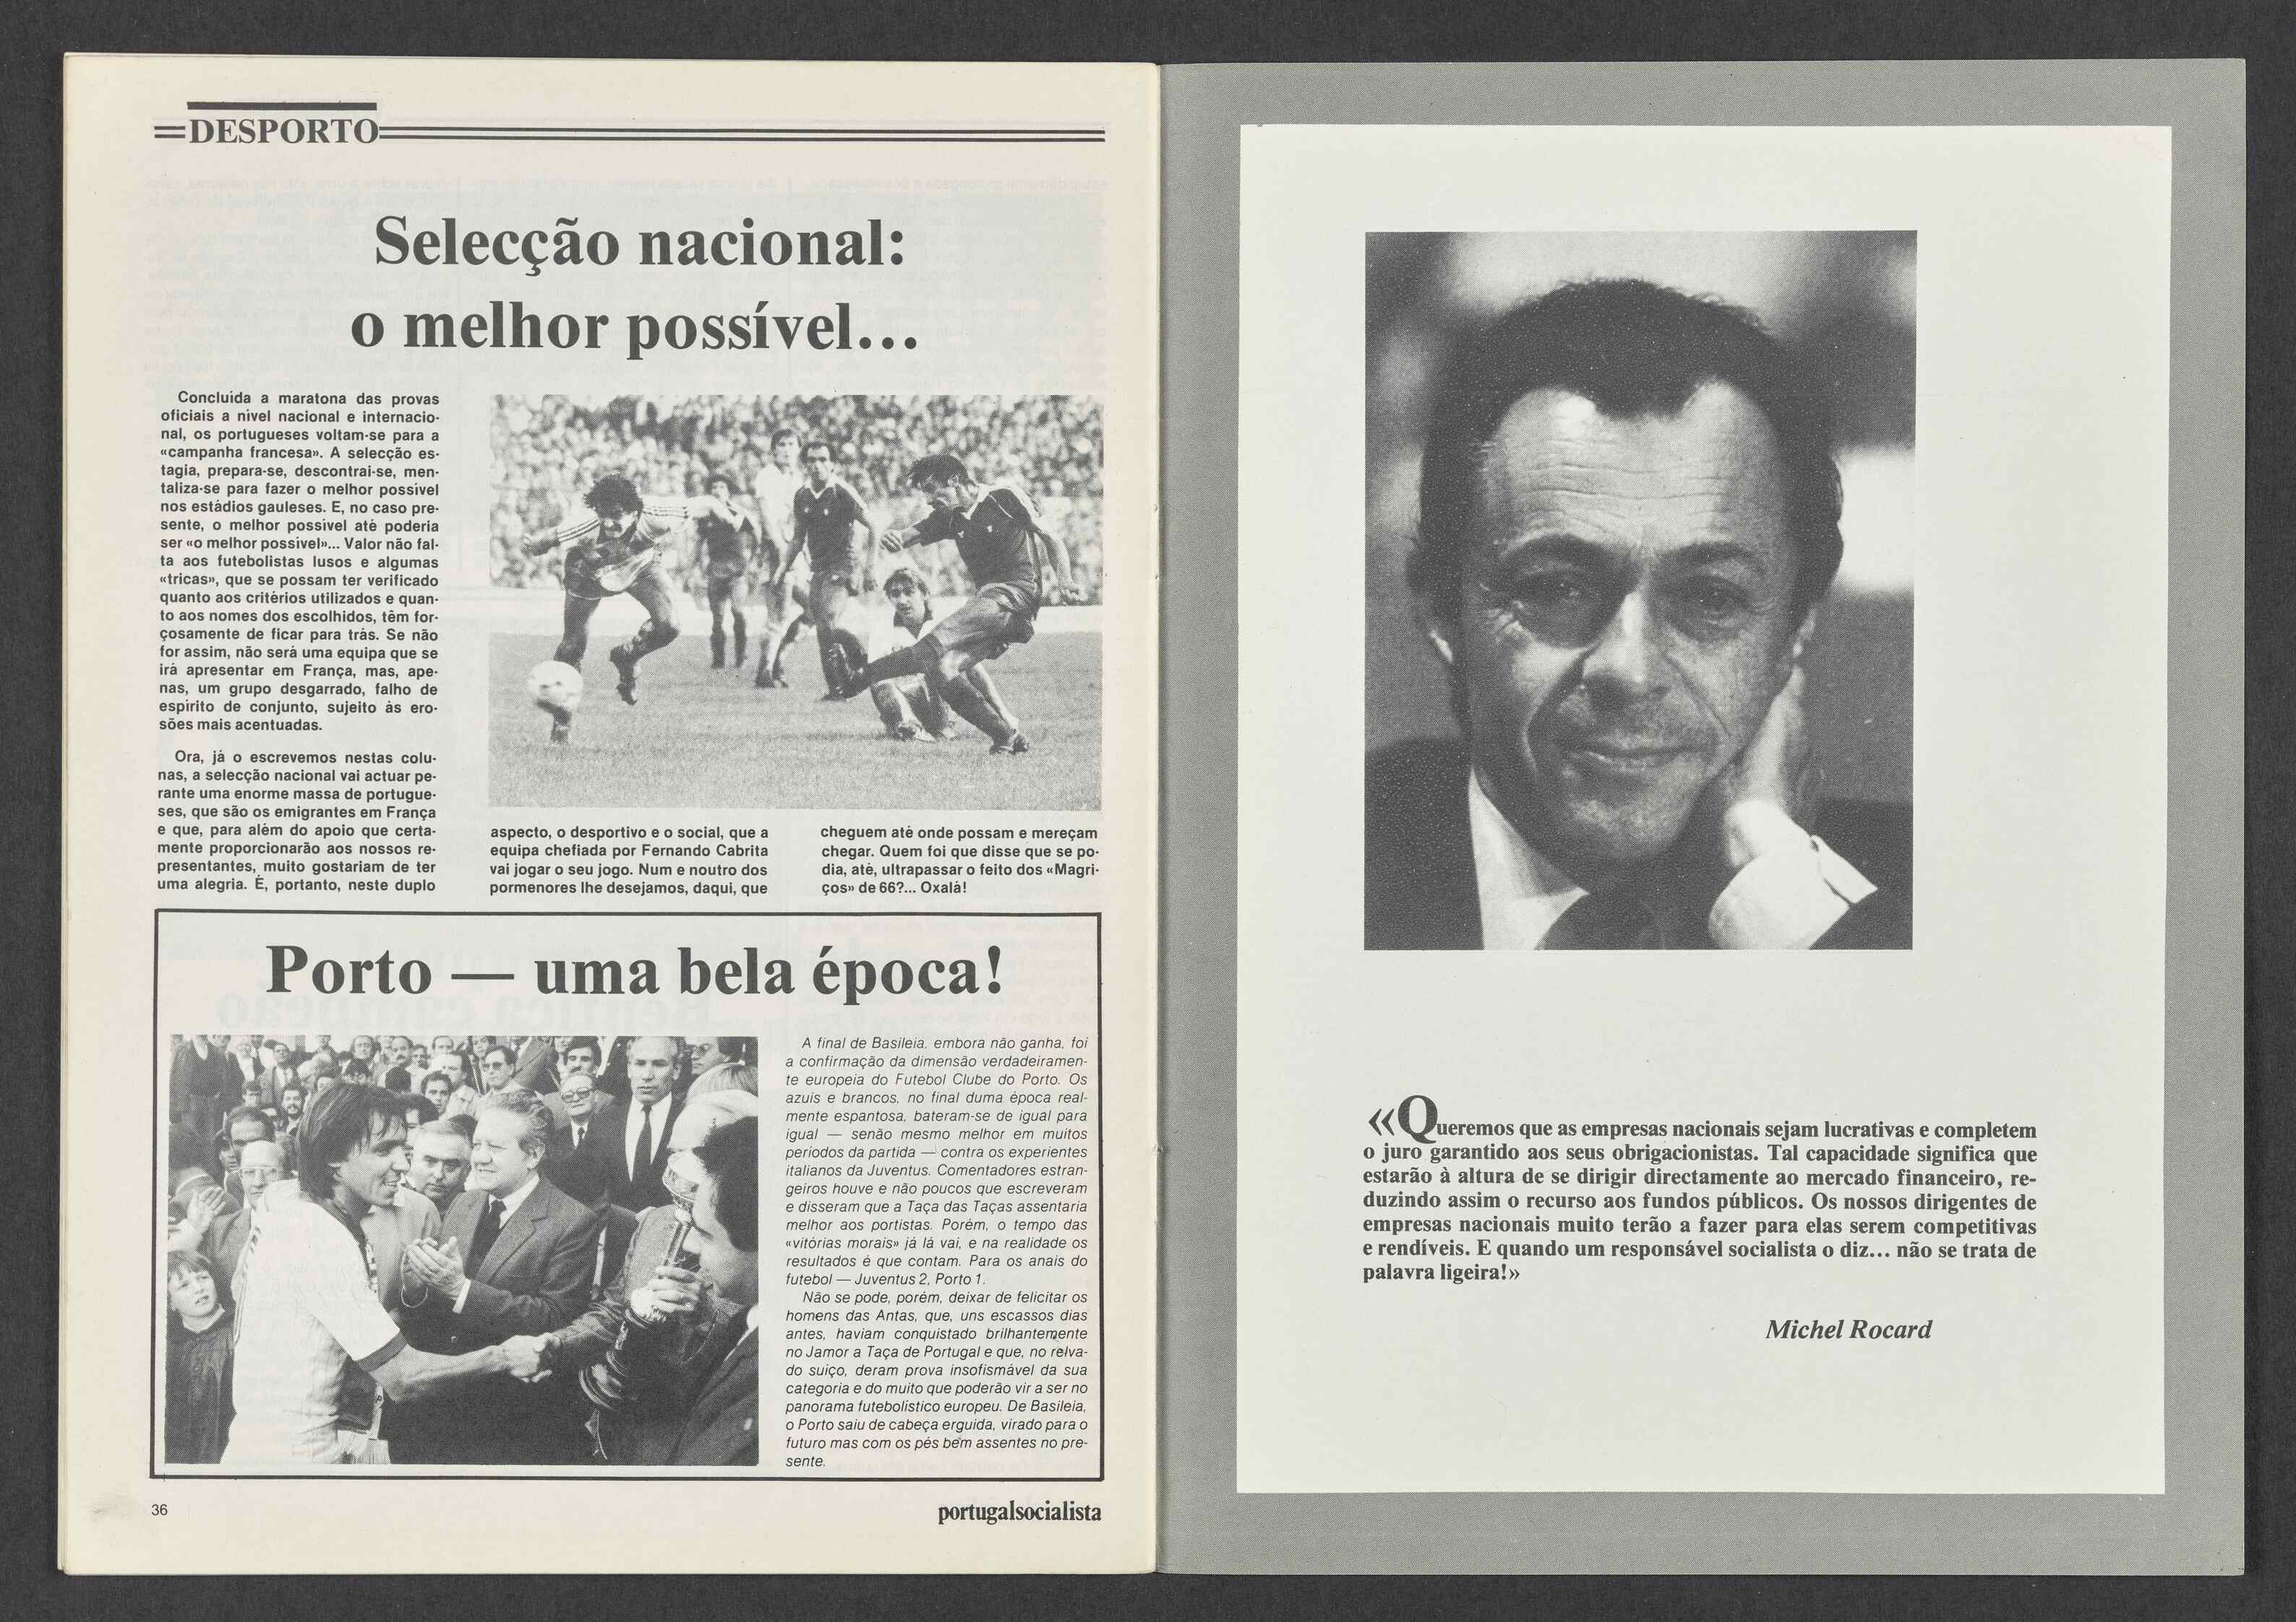 DESPORTO
Selecção nacional:
o melhor possível...
Concluída a maratona das provas
oficiais a nível nacional e internacio-
nal, os portugueses voltam-se para a
«campanha francesa». A selecção es-
tagia, prepara-se, descontrai-se, men-
taliza-se para fazer o melhor possível
nos estádios gauleses. E, no caso pre-
sente, o melhor possível até poderia
ser «o melhor possível»... Valor não fal-
ta aos futebolistas lusos e algumas
«tricas», que se possam ter verificado
quanto aos critérios utilizados e quan-
to aos nomes dos escolhidos, têm for-
çosamente de ficar para trás. Se não
for assim, não será uma equipa que se
irá apresentar em França, mas, ape-
nas, um grupo desgarrado, falho de
espírito de conjunto, sujeito às ero-
sões mais acentuadas.
Ora, já o escrevemos nestas colu-
nas, a selecção nacional vai actuar pe-
rante uma enorme massa de portugue-
ses, que são os emigrantes em França
e que, para além do apoio que certa-
mente proporcionarão aos nossos re-
presentantes, muito gostariam de ter
uma alegria. É, portanto, neste duplo
aspecto, o desportivo e o social, que a
equipa chefiada por Fernando Cabrita
vai jogar o seu jogo. Num e noutro dos
pormenores lhe desejamos, daqui, que
cheguem até onde possam e mereçam
chegar. Quem foi que disse que se po-
dia, até, ultrapassar o feito dos «Magri-
ços» de 66?... Oxalá!
Porto — uma bela época!
A final de Basileia, embora não ganha, foi
a confirmação da dimensão verdadeiramen-
te europeia do Futebol Clube do Porto. Os
azuis e brancos, no final duma época real-
mente espantosa, bateram-se de igual para
igual — senão mesmo melhor em muitos
períodos da partida — contra os experientes
italianos da Juventus. Comentadores estran-
geiros houve e não poucos que escreveram
e disseram que a Taça das Taças assentaria
melhor aos portistas. Porém, o tempo das
«vitórias morais» já lá vai, e na realidade os
resultados é que contam. Para os anais do
futebol — Juventus 2, Porto 1.
Não se pode, porém, deixar de felicitar os
homens das Antas, que, uns escassos dias
antes, haviam conquistado brilhantemente
no Jamor a Taça de Portugal e que, no relva-
do suíço, deram prova insofismável da sua
categoria e do muito que poderão vir a ser no
panorama futebolístico europeu. De Basileia,
o Porto saiu de cabeça erguida, virado para o
futuro mas com os pés bem assentes no pre-
sente.
36
portugalsocialista
«Queremos que as empresas nacionais sejam lucrativas e completem
o juro garantido aos seus obrigacionistas. Tal capacidade significa que
estarão à altura de se dirigir directamente ao mercado financeiro, re-
duzindo assim o recurso aos fundos públicos. Os nossos dirigentes de
empresas nacionais muito terão a fazer para elas serem competitivas
e rendíveis. E quando um responsável socialista o diz... não se trata de
palavra ligeira!»
Michel Rocard